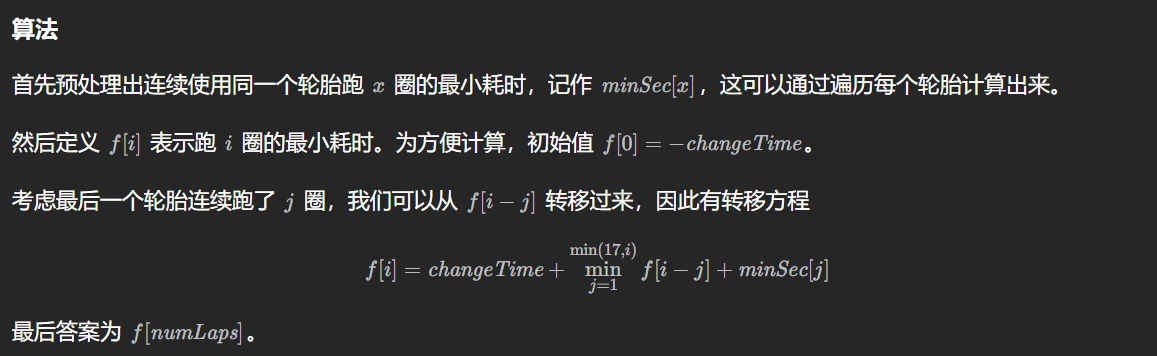 算法
首先预处理出连续使用同一个轮胎跑 x 圈的最小耗时，记作 minSec[x]，这可以通过遍历每个轮胎计算出来。
然后定义 f[i] 表示跑 i 圈的最小耗时。为方便计算，初始值 f[0] = −changeTime。
考虑最后一个轮胎连续跑了 j 圈，我们可以从 f[i − j] 转移过来，因此有转移方程
f[i] = changeTime + min_{j=1}^{min(17,i)} f[i − j] + minSec[j]
最后答案为 f[numLaps]。